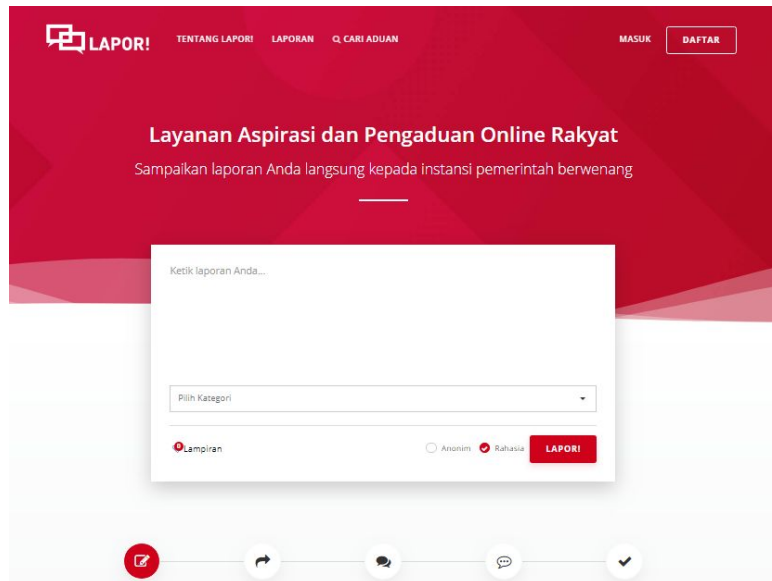 LAPOR!
TENTANG LAPOR! LAPORAN CARI ADUAN
MASUK DAFTAR
Layanan Aspirasi dan Pengaduan Online Rakyat
Sampaikan laporan Anda langsung kepada instansi pemerintah berwenang
Ketik laporan Anda...
Pilih Kategori
Lampiran
Anonim Rahasia LAPOR!